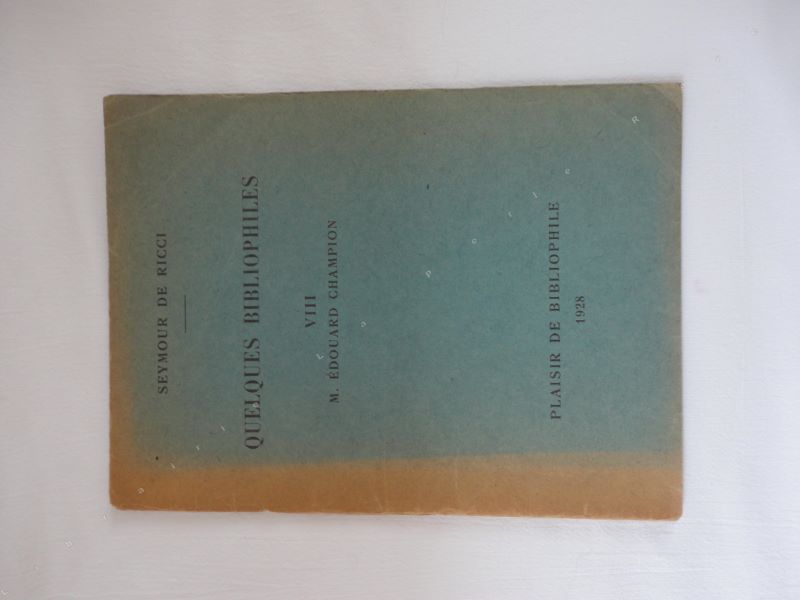 SEYMOUR DE RICCI
QUELQUES BIBLIOPHILES
VIII
M. ÉDOUARD CHAMPION
PLAISIR DE BIBLIOPHILE
1928